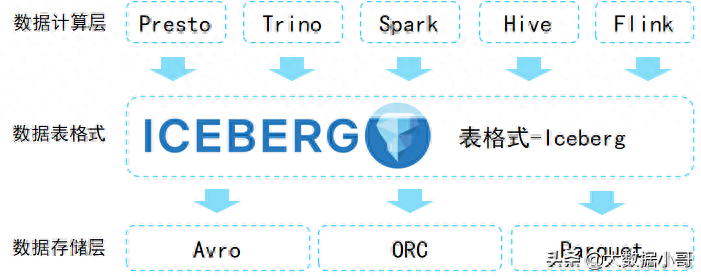 数据计算层 Presto Trino Spark Hive Flink
数据表格式 ICEBERG 表格式-Iceberg
数据存储层 Avro ORC Parquet
头条@大数据小哥